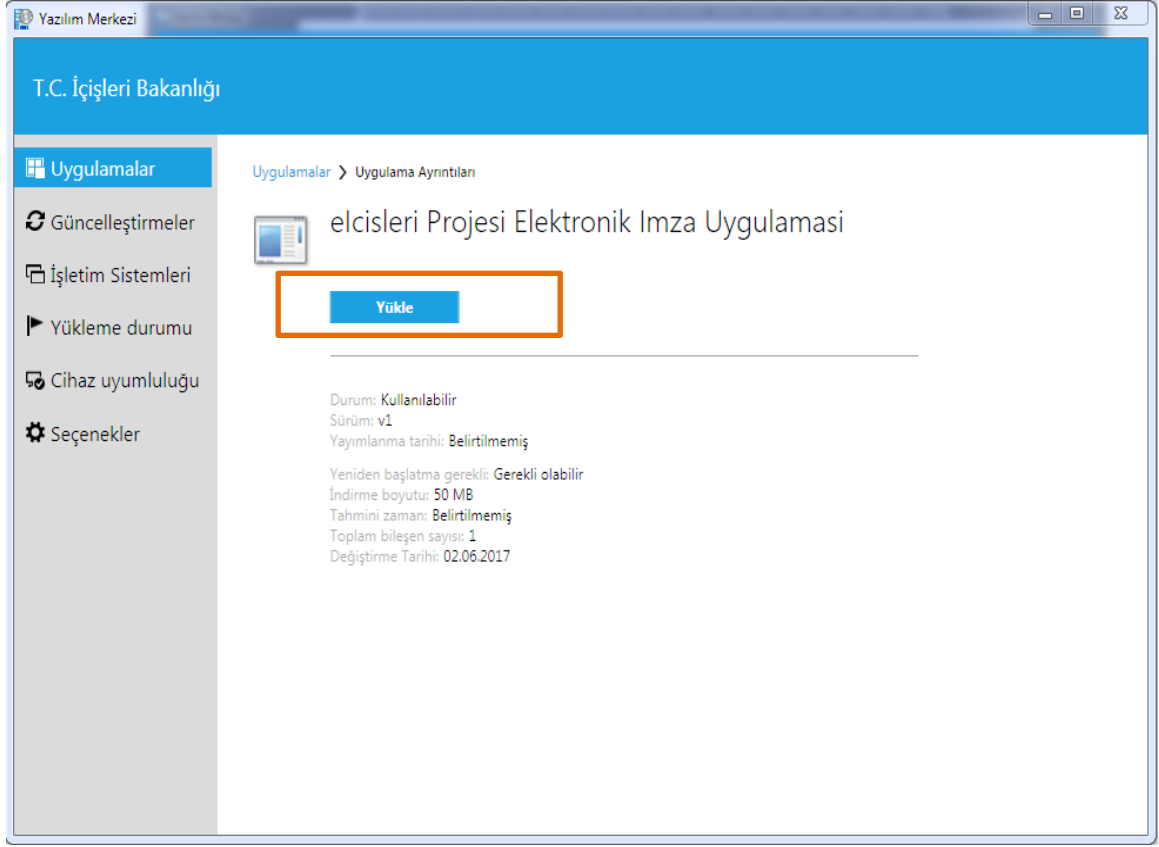 Yazılım Merkezi
T.C. İçişleri Bakanlığı
Uygulamalar
Güncelleştirmeler
İşletim Sistemleri
Yükleme durumu
Cihaz uyumluluğu
Seçenekler
Uygulamalar ❯ Uygulama Ayrıntıları
eIcisleri Projesi Elektronik Imza Uygulamasi
Yükle
Durum: Kullanılabilir
Sürüm: v1
Yayımlanma tarihi: Belirtilmemiş
Yeniden başlatma gerekli: Gerekli olabilir
İndirme boyutu: 50 MB
Tahmini zaman: Belirtilmemiş
Toplam bileşen sayısı: 1
Değiştirme Tarihi: 02.06.2017